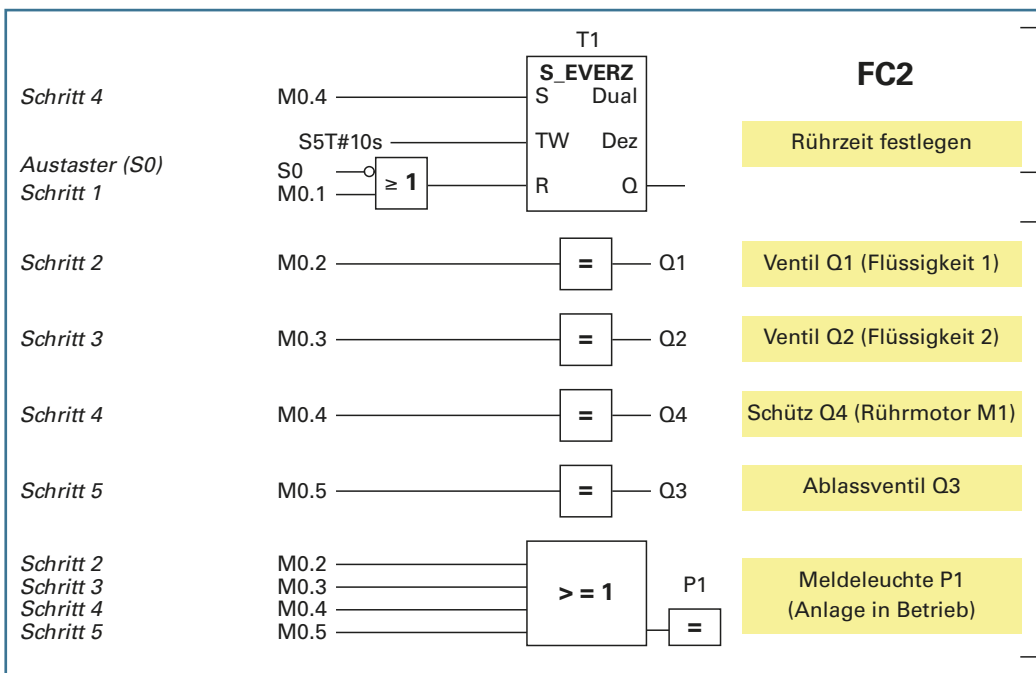 T1
S_EVERZ
FC2
Schritt 4 M0.4 S Dual
S5T#10s TW Dez Rührzeit festlegen
Austaster (S0) S0
Schritt 1 M0.1 ≥ 1 R Q
Schritt 2 M0.2 = Q1 Ventil Q1 (Flüssigkeit 1)
Schritt 3 M0.3 = Q2 Ventil Q2 (Flüssigkeit 2)
Schritt 4 M0.4 = Q4 Schütz Q4 (Rührmotor M1)
Schritt 5 M0.5 = Q3 Ablassventil Q3
Schritt 2 M0.2
Schritt 3 M0.3 > = 1 P1 Meldeleuchte P1
Schritt 4 M0.4 (Anlage in Betrieb)
Schritt 5 M0.5 =